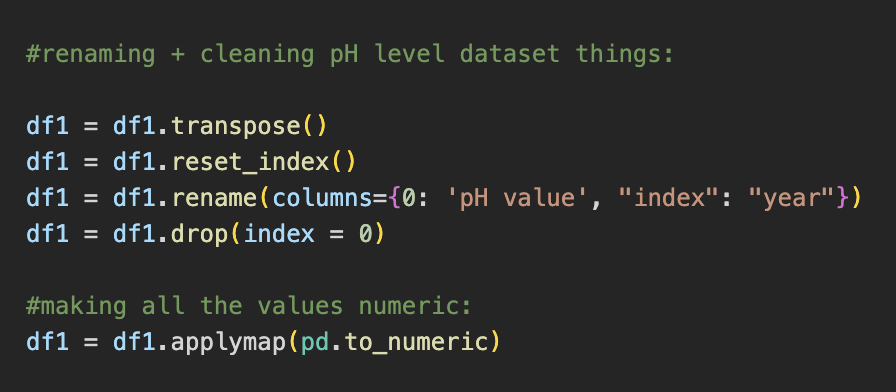 #renaming + cleaning pH level dataset things:
df1 = df1.transpose()
df1 = df1.reset_index()
df1 = df1.rename(columns={0: 'pH value', "index": "year"})
df1 = df1.drop(index = 0)
#making all the values numeric:
df1 = df1.applymap(pd.to_numeric)